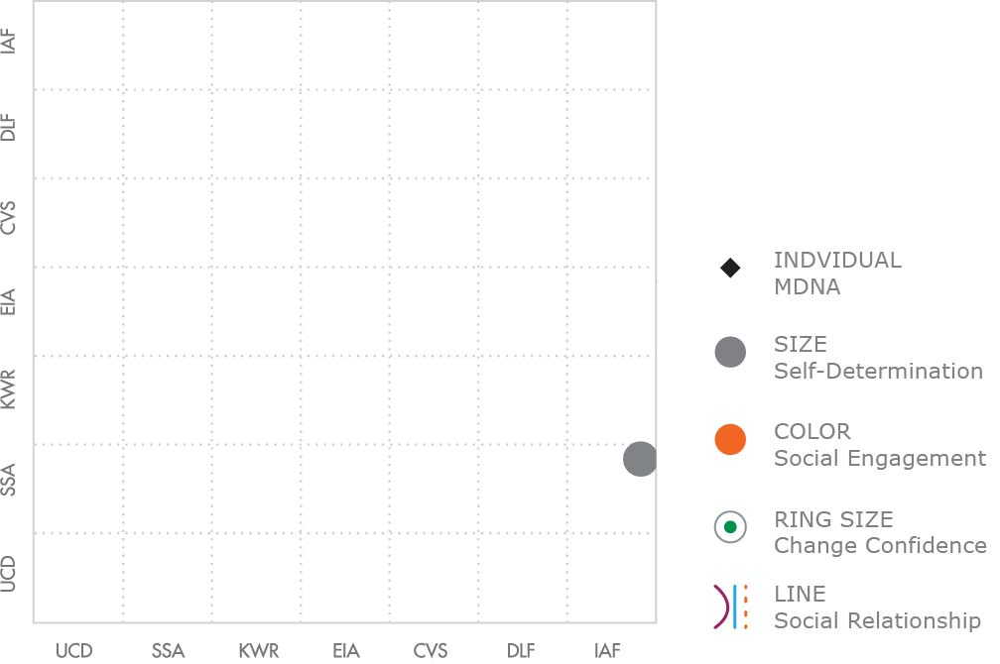 IAF
DLF
CVS
EIA
KWR
SSA
UCD
UCD SSA KWR EIA CVS DLF IAF
INDVIDUAL
MDNA
SIZE
Self-Determination
COLOR
Social Engagement
RING SIZE
Change Confidence
LINE
Social Relationship